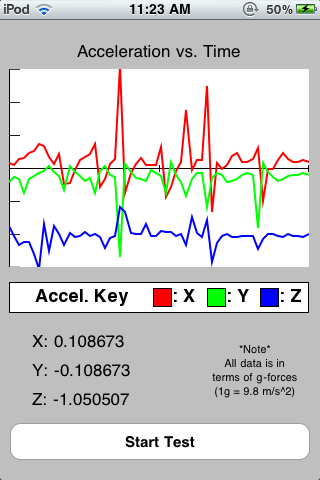 iPod 11:23 AM 50%
Acceleration vs. Time
Accel. Key : X : Y : Z
X: 0.108673
Y: -0.108673
Z: -1.050507
*Note*
All data is in
terms of g-forces
(1g = 9.8 m/s^2)
Start Test